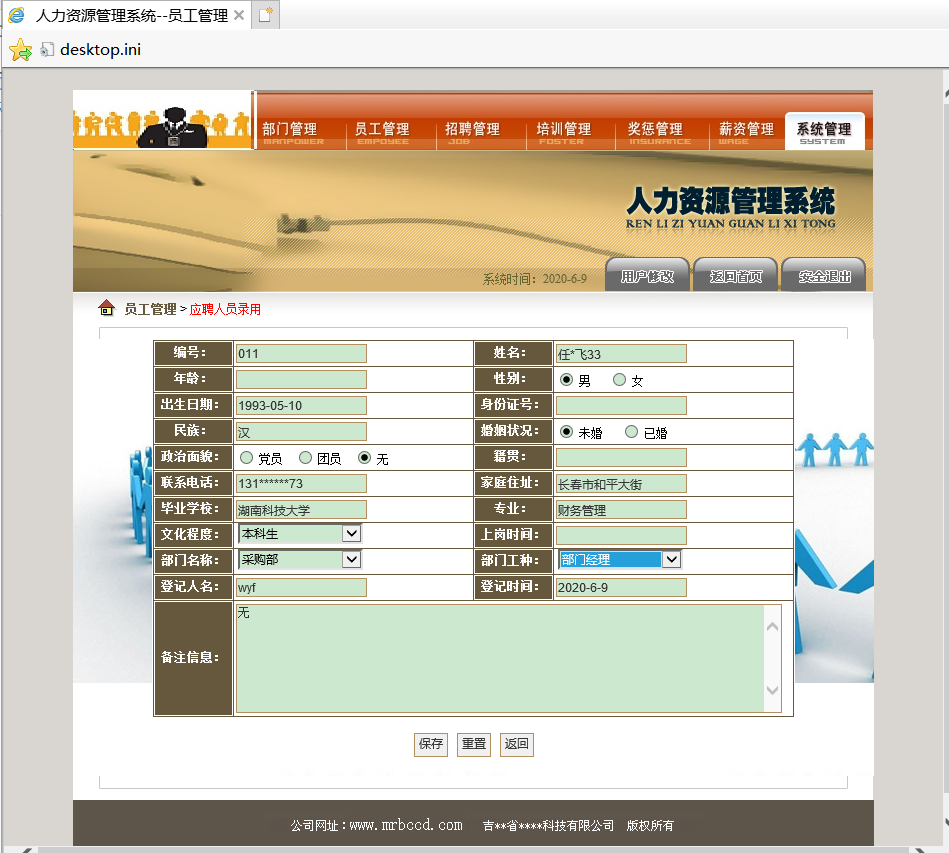 人力资源管理系统--员工管理
desktop.ini
部门管理 员工管理 招聘管理 培训管理 奖惩管理 薪资管理 系统管理
MANPOWER EMPOYEE JOB POSTER INSURANCE WAGE SYSTEM
人力资源管理系统
REN LI ZI YUAN GUAN LI XI TONG
系统时间：2020-6-9 用户修改 返回首页 安全退出
员工管理 > 应聘人员录用
编号： 011 姓名： 任*飞33
年龄： 性别： 男 女
出生日期： 1993-05-10 身份证号：
民族： 汉 婚姻状况： 未婚 已婚
政治面貌： 党员 团员 无 籍贯：
联系电话： 131******73 家庭住址： 长春市和平大街
毕业学校： 湖南科技大学 专业： 财务管理
文化程度： 本科生 上岗时间：
部门名称： 采购部 部门工种： 部门经理
登记人名： wyf 登记时间： 2020-6-9
备注信息： 无
保存 重置 返回
公司网址：www.mrbccd.com 吉**省****科技有限公司 版权所有